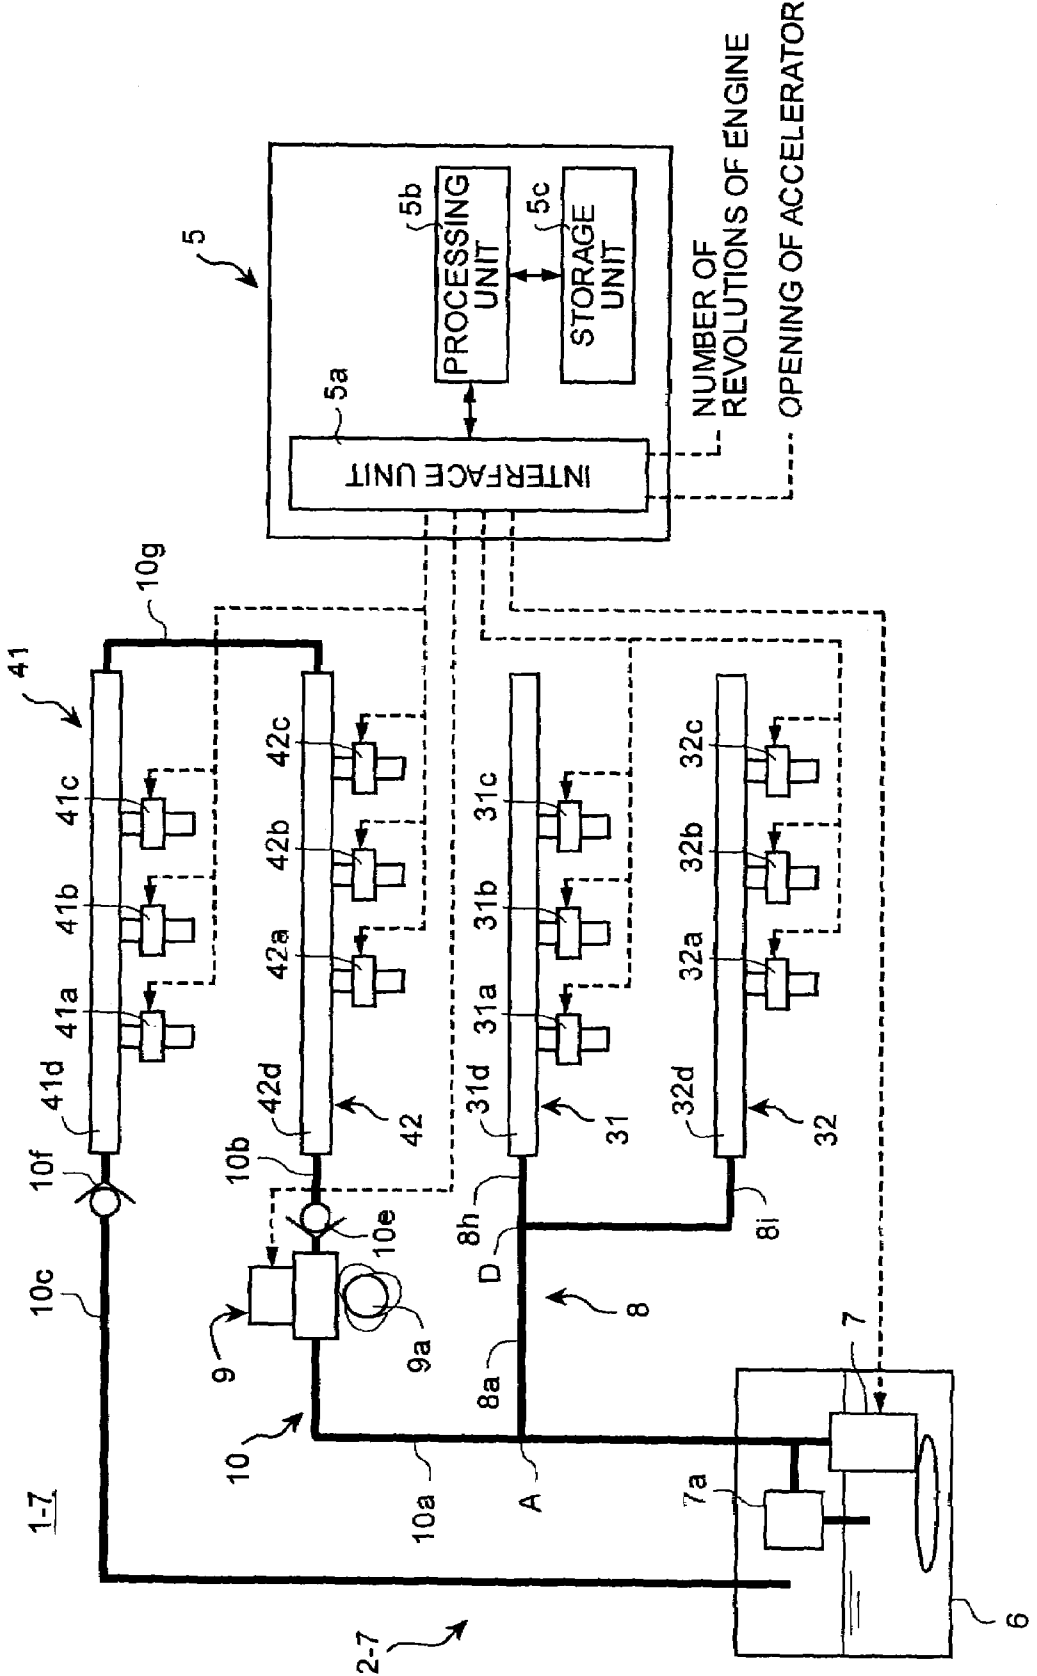 1-7
2-7
10c
10f
41d
41a
41b
41c
41
10g
10
10a
9
9a
10e
10b
42d
42
42a
42b
42c
A
8a
8
D
8h
8i
31d
31
31a
31b
31c
32d
32
32a
32b
32c
6
7a
7
5
5a
INTERFACE UNIT
5b
PROCESSING
UNIT
5c
STORAGE
UNIT
NUMBER OF
REVOLUTIONS OF ENGINE
OPENING OF ACCELERATOR